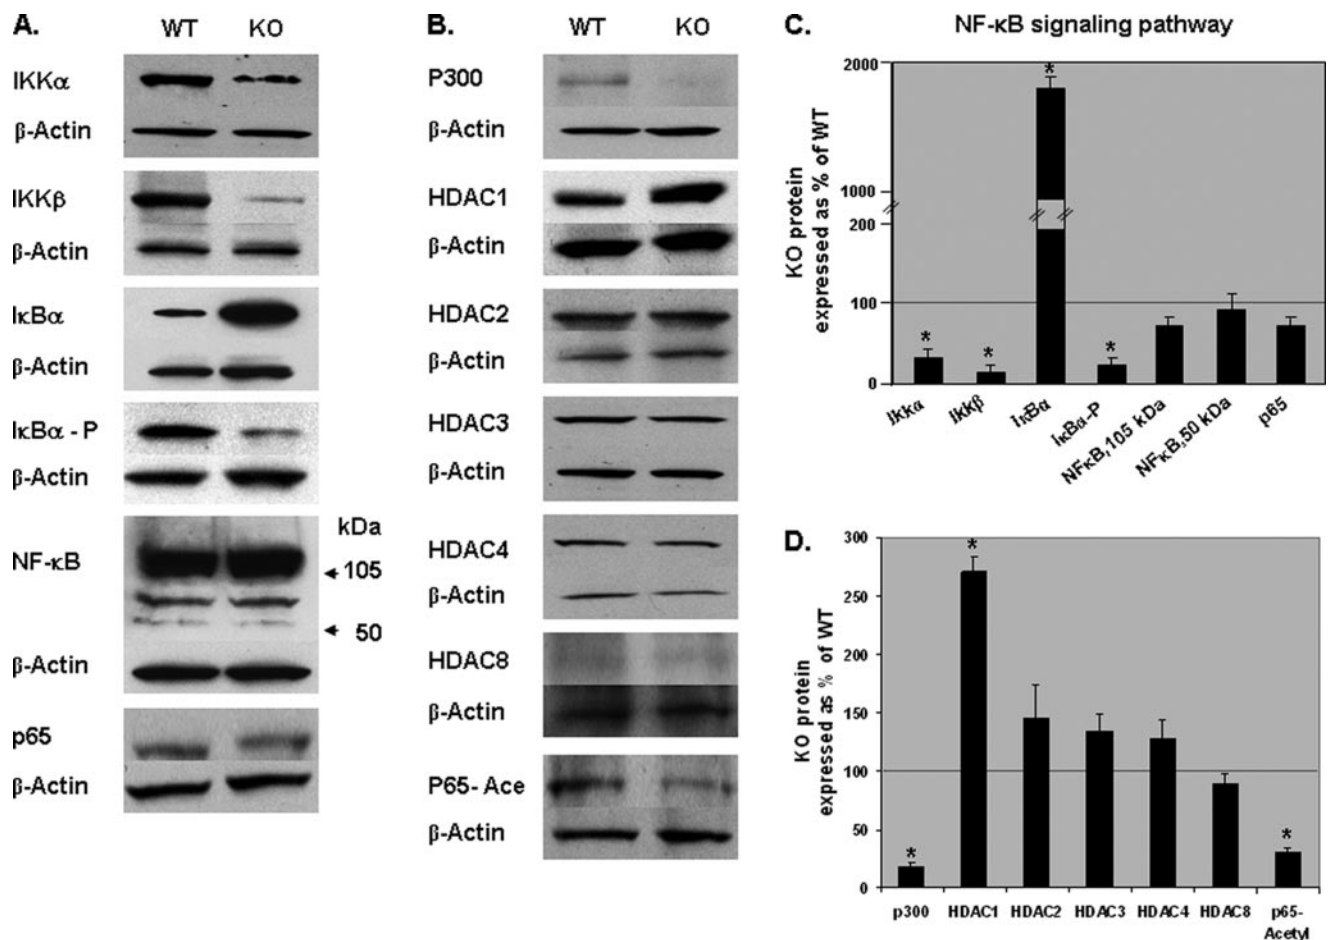 A.
WT KO
IKKα
β-Actin
IKKβ
β-Actin
IκBα
β-Actin
IκBα - P
β-Actin
kDa
NF-κB
105
50
β-Actin
p65
β-Actin
B.
WT KO
P300
β-Actin
HDAC1
β-Actin
HDAC2
β-Actin
HDAC3
β-Actin
HDAC4
β-Actin
HDAC8
β-Actin
P65- Ace
β-Actin
C.
NF-κB signaling pathway
KO protein
expressed as % of WT
2000
1000
200
100
0
*
*
*
*
Ikkα
Ikkβ
IκBα
IκBα-P
NFκB,105 kDa
NFκB,50 kDa
p65
D.
KO protein
expressed as % of WT
300
250
200
150
100
50
0
*
*
*
p300 HDAC1 HDAC2 HDAC3 HDAC4 HDAC8 p65-
Acetyl